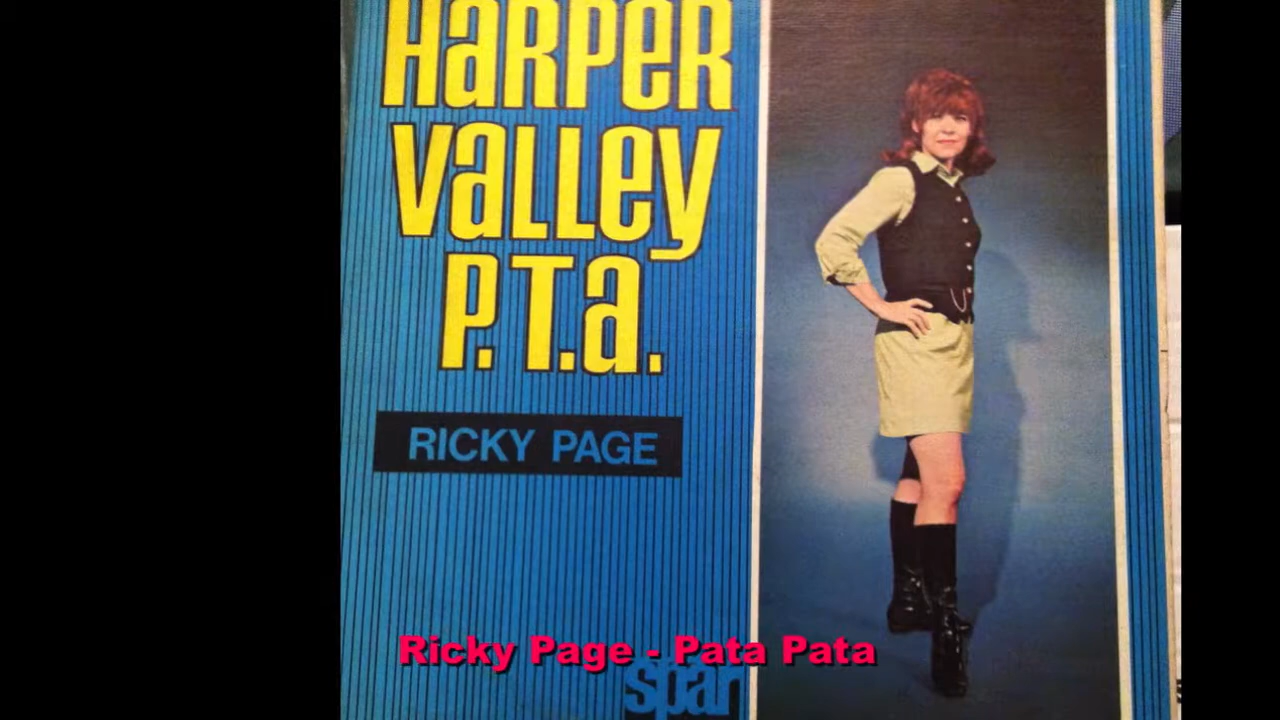 HARPER
VALLEY
P.T.A.
RICKY PAGE
Ricky Page - Pata Pata
span